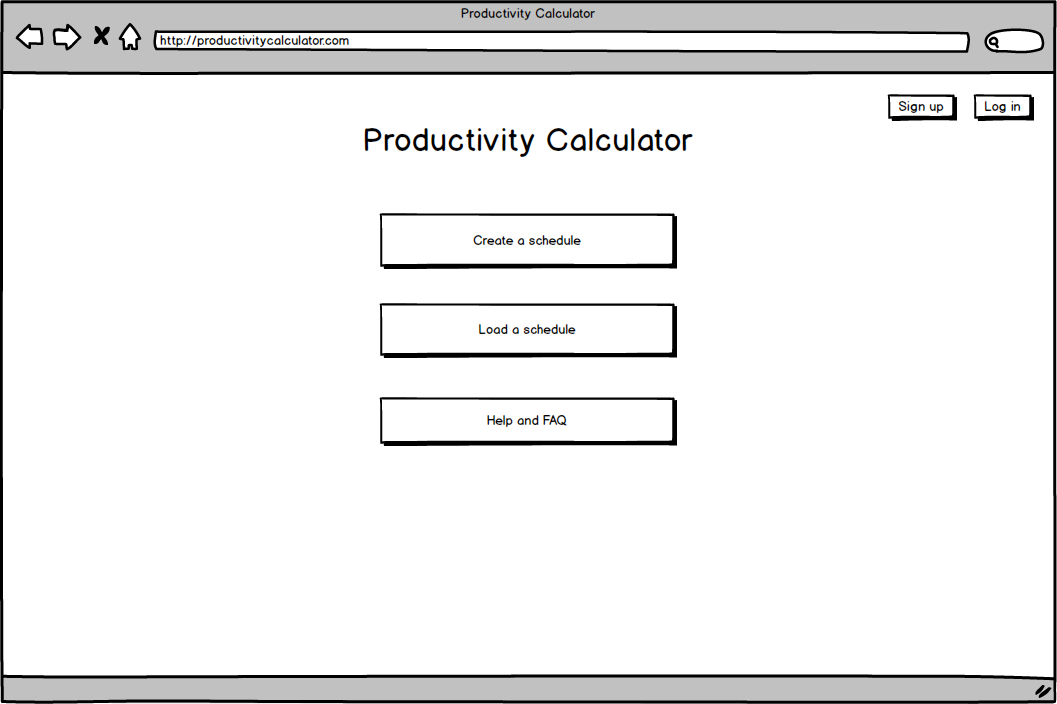 Productivity Calculator
http://productivitycalculator.com
Sign up
Log in
Productivity Calculator
Create a schedule
Load a schedule
Help and FAQ